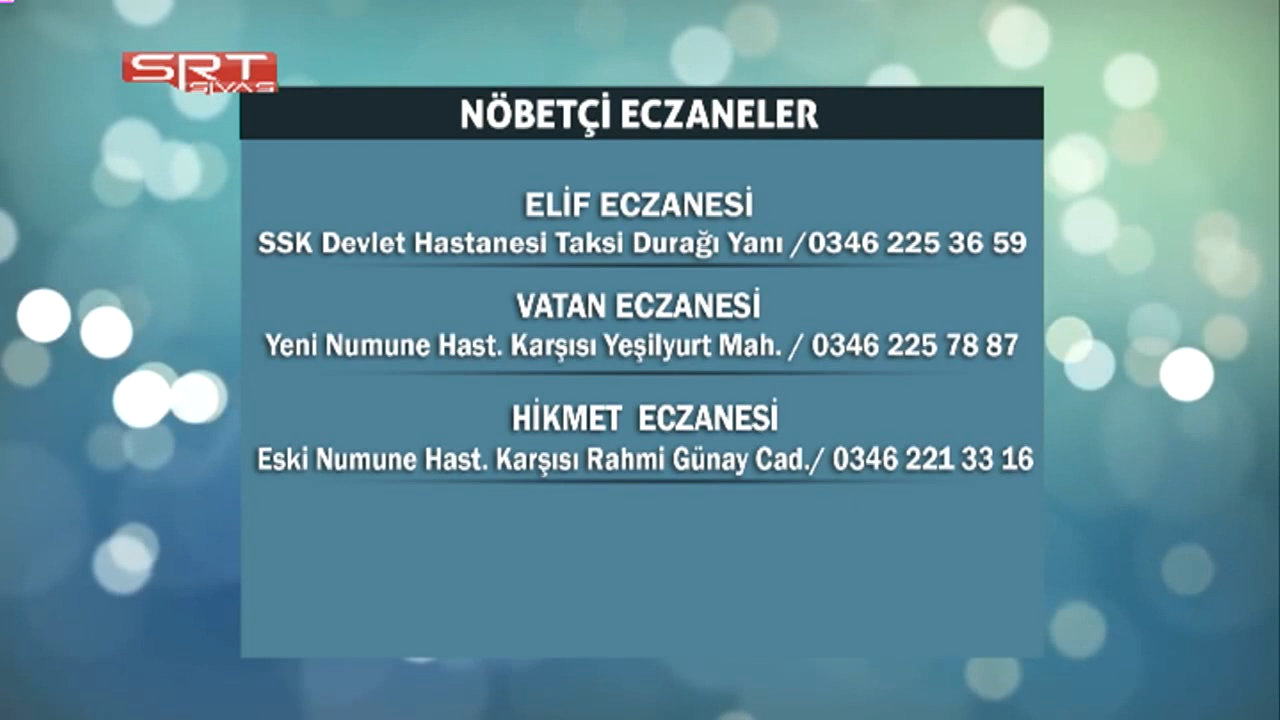 SRT
SİVAS
NÖBETÇİ ECZANELER
ELİF ECZANESİ
SSK Devlet Hastanesi Taksi Durağı Yanı /0346 225 36 59
VATAN ECZANESİ
Yeni Numune Hast. Karşısı Yeşilyurt Mah. / 0346 225 78 87
HİKMET ECZANESİ
Eski Numune Hast. Karşısı Rahmi Günay Cad./ 0346 221 33 16